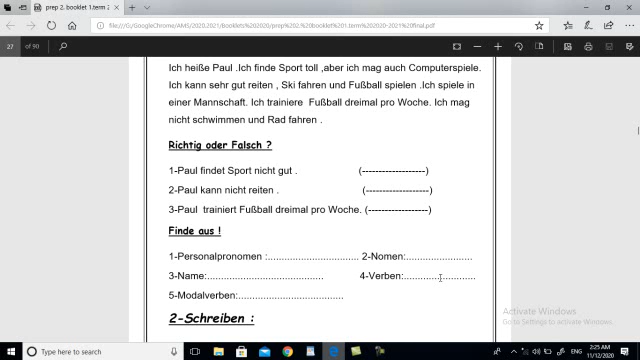 prep 2. booklet 1.term 2
file:///G:/GoogleChrome/AMS/2020.2021/Booklets%202020/prep%202.%20booklet%201.term%202020-2021%20final.pdf
27 of 90
Ich heiße Paul .Ich finde Sport toll ,aber ich mag auch Computerspiele.
Ich kann sehr gut reiten , Ski fahren und Fußball spielen .Ich spiele in
einer Mannschaft. Ich trainiere Fußball dreimal pro Woche. Ich mag
nicht schwimmen und Rad fahren .
Richtig oder Falsch ?
1-Paul findet Sport nicht gut . (-------------------)
2-Paul kann nicht reiten . (-------------------)
3-Paul trainiert Fußball dreimal pro Woche. (------------------)
Finde aus !
1-Personalpronomen :.................................. 2-Nomen:........................
3-Name:........................................... 4-Verben:..........................
5-Modalverben:.......................................
2-Schreiben :
Activate Windows
Go to Settings to activate Windows.
Type here to search
ENG
2:25 AM
11/12/2020